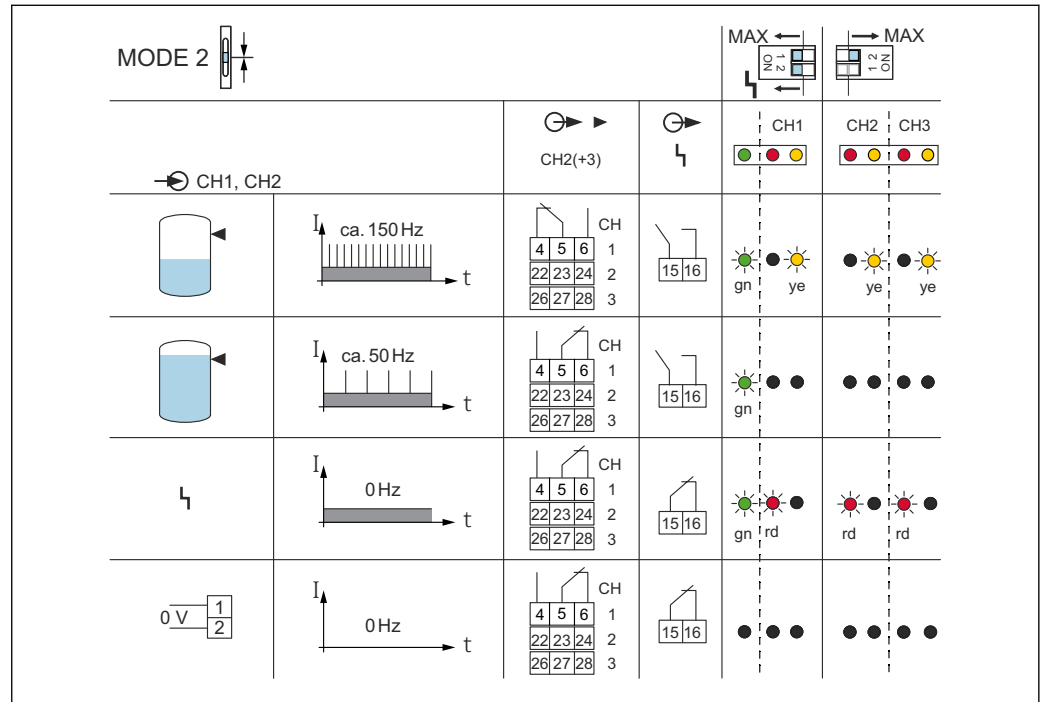 MODE 2
MAX
1 2
ON
MAX
1 2
ON
CH1, CH2
CH2(+3)
CH1
CH2
CH3
I
ca. 150 Hz
t
CH
4 5 6 1
22 23 24 2
26 27 28 3
15 16
gn
ye
ye
ye
I
ca. 50 Hz
t
CH
4 5 6 1
22 23 24 2
26 27 28 3
15 16
gn
I
0 Hz
t
CH
4 5 6 1
22 23 24 2
26 27 28 3
15 16
gn
rd
rd
rd
0 V
1
2
I
0 Hz
t
CH
4 5 6 1
22 23 24 2
26 27 28 3
15 16